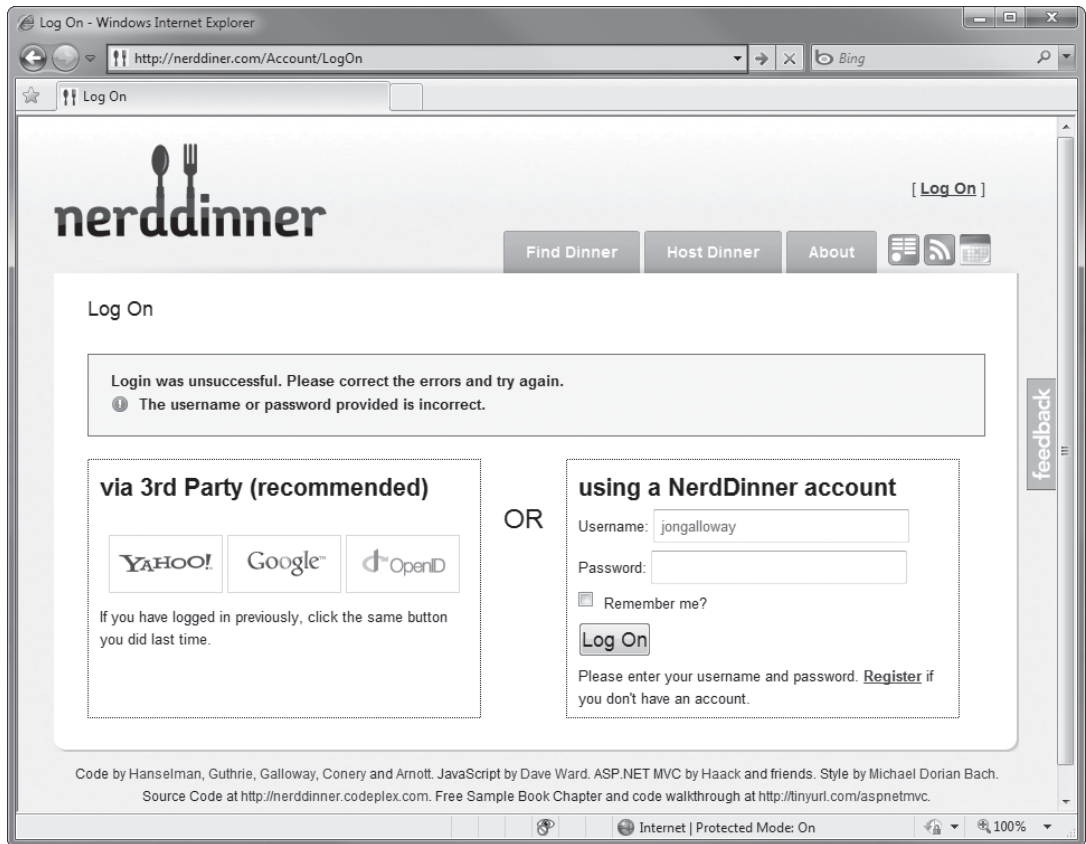 Log On - Windows Internet Explorer
http://nerddiner.com/Account/LogOn
Bing
Log On
nerddinner
[ Log On ]
Find Dinner
Host Dinner
About
Log On
Login was unsuccessful. Please correct the errors and try again.
The username or password provided is incorrect.
feedback
via 3rd Party (recommended)
YAHOO!
Google™
OpenID
If you have logged in previously, click the same button
you did last time.
OR
using a NerdDinner account
Username: jongalloway
Password:
Remember me?
Log On
Please enter your username and password. Register if
you don't have an account.
Code by Hanselman, Guthrie, Galloway, Conery and Arnott. JavaScript by Dave Ward. ASP.NET MVC by Haack and friends. Style by Michael Dorian Bach.
Source Code at http://nerddinner.codeplex.com. Free Sample Book Chapter and code walkthrough at http://tinyurl.com/aspnetmvc.
Internet | Protected Mode: On
100%